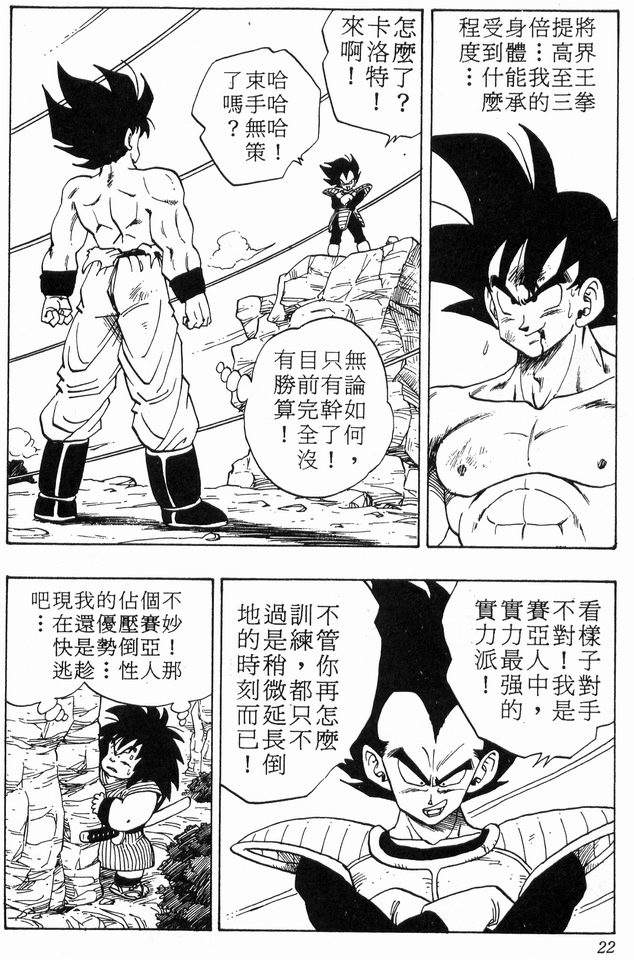 將界王拳
提高至三
倍…我的
身體能承
受到什麼
程度…
怎麼了?
卡洛特!
來啊!
哈哈哈!
束手無策
了嗎?
無論如何,
只有幹了!
目前完全沒
有勝算!
看樣子對手
不對!我是
賽亞人中,
實力最强的
實力派!
不管你再怎麼
訓練,都只不
過是稍微延長倒
地的時刻而已!
不妙!那
個賽亞人
佔壓倒性
的優勢…
我還是趁
現在快逃
吧…
22